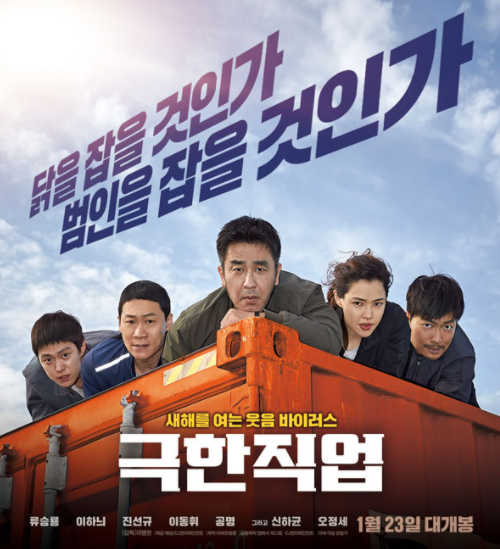 닭을 잡을 것인가
범인을 잡을 것인가
새해를 여는 웃음 바이러스
극한직업
류승룡 이하늬 진선규 이동휘 공명 그리고 신하균 오정세 1월 23일 대개봉